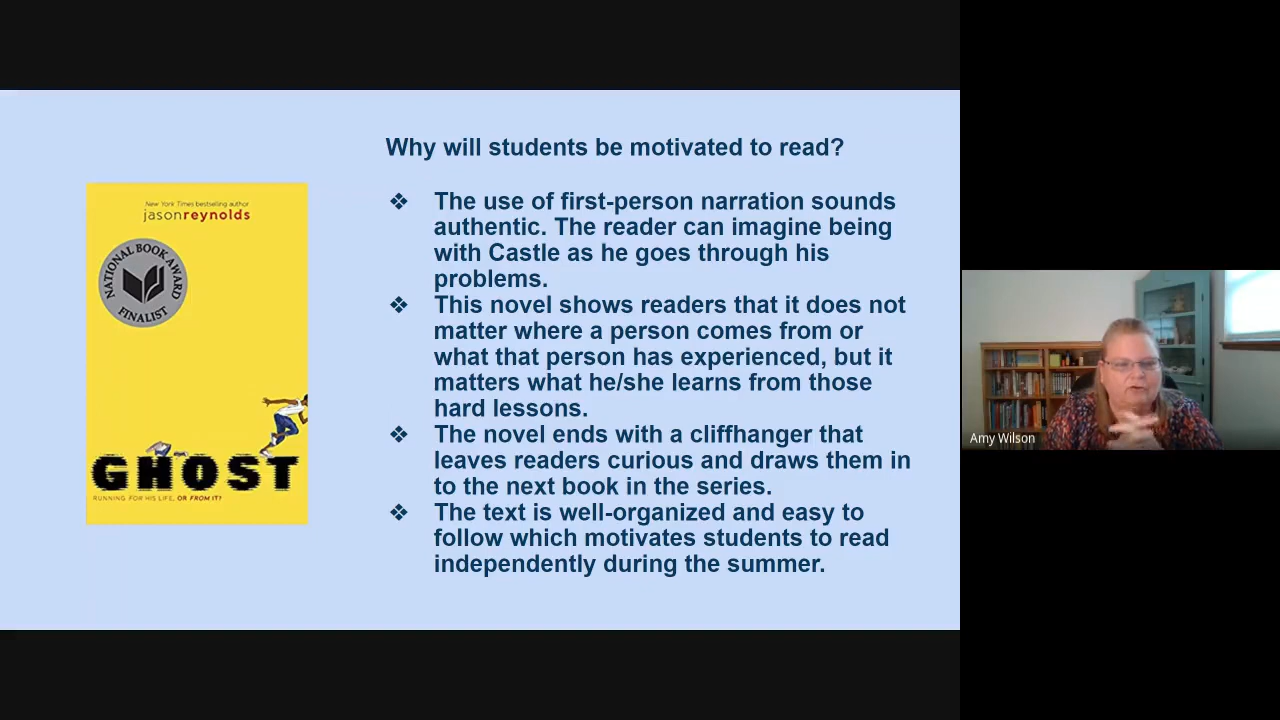 Why will students be motivated to read?
New York Times bestselling author
jasonreynolds
NATIONAL BOOK AWARD
FINALIST
GHOST
RUNNING FOR HIS LIFE, OR FROM IT?
❖ The use of first-person narration sounds
authentic. The reader can imagine being
with Castle as he goes through his
problems.
❖ This novel shows readers that it does not
matter where a person comes from or
what that person has experienced, but it
matters what he/she learns from those
hard lessons.
❖ The novel ends with a cliffhanger that
leaves readers curious and draws them in
to the next book in the series.
❖ The text is well-organized and easy to
follow which motivates students to read
independently during the summer.
Amy Wilson